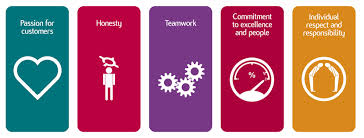 Passion for
customers
Honesty
Teamwork
Commitment
to excellence
and people
Individual
respect and
responsibility
%